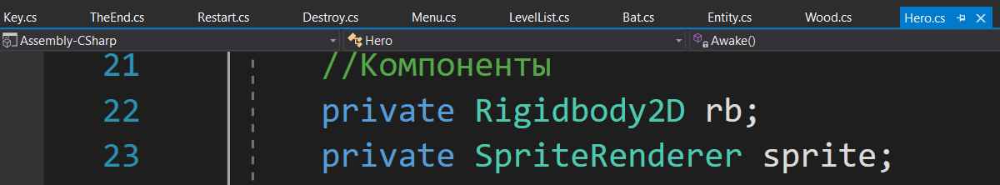 Key.cs TheEnd.cs Restart.cs Destroy.cs Menu.cs LevelList.cs Bat.cs Entity.cs Wood.cs Hero.cs
Assembly-CSharp Hero Awake()
21 //Компоненты
22 private Rigidbody2D rb;
23 private SpriteRenderer sprite;